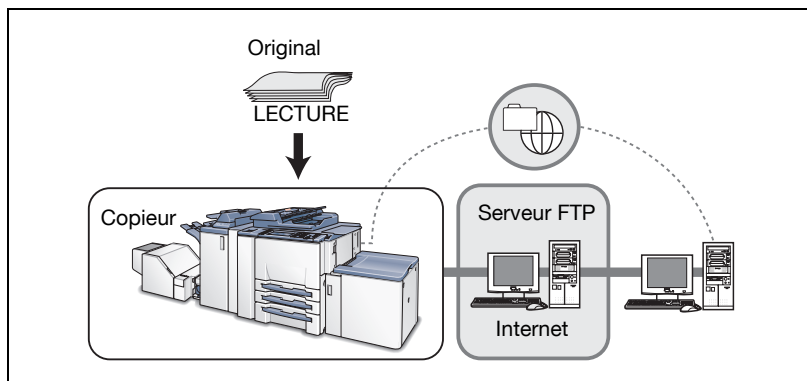 Original
LECTURE
Copieur
Serveur FTP
Internet